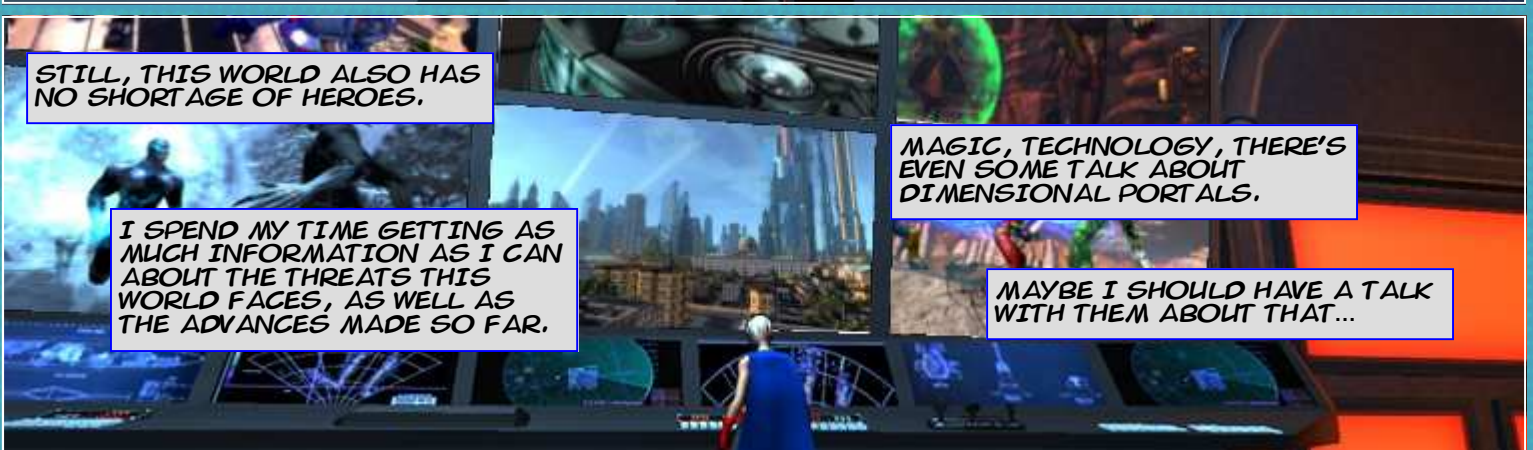 STILL, THIS WORLD ALSO HAS
NO SHORTAGE OF HEROES.
I SPEND MY TIME GETTING AS
MUCH INFORMATION AS I CAN
ABOUT THE THREATS THIS
WORLD FACES, AS WELL AS
THE ADVANCES MADE SO FAR.
MAGIC, TECHNOLOGY, THERE'S
EVEN SOME TALK ABOUT
DIMENSIONAL PORTALS.
MAYBE I SHOULD HAVE A TALK
WITH THEM ABOUT THAT...